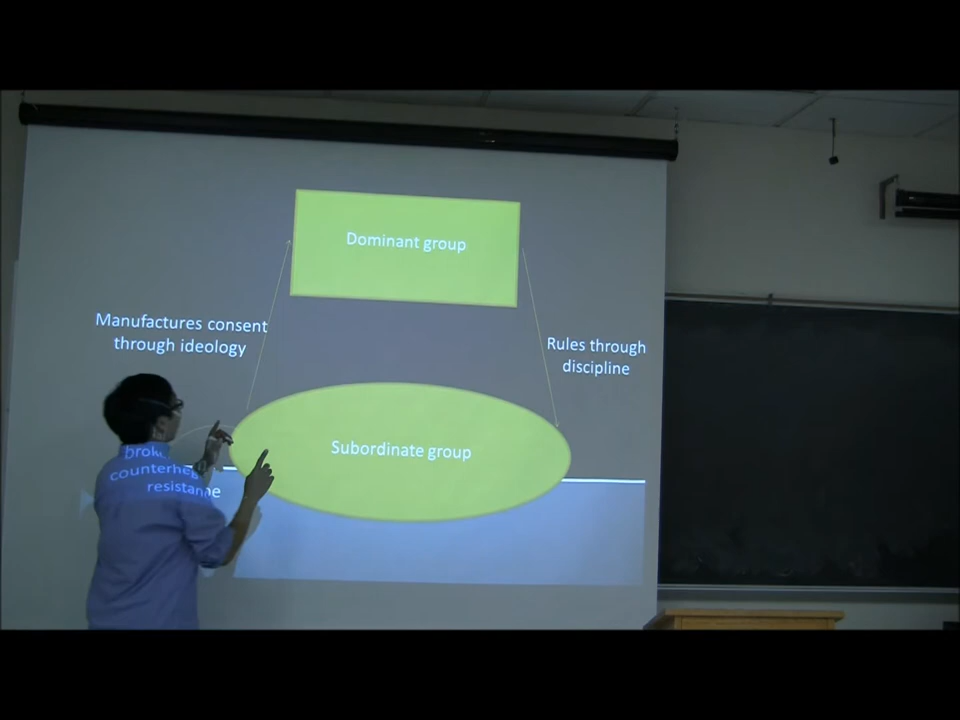 Dominant group
Manufactures consent
through ideology
Rules through
discipline
Subordinate group